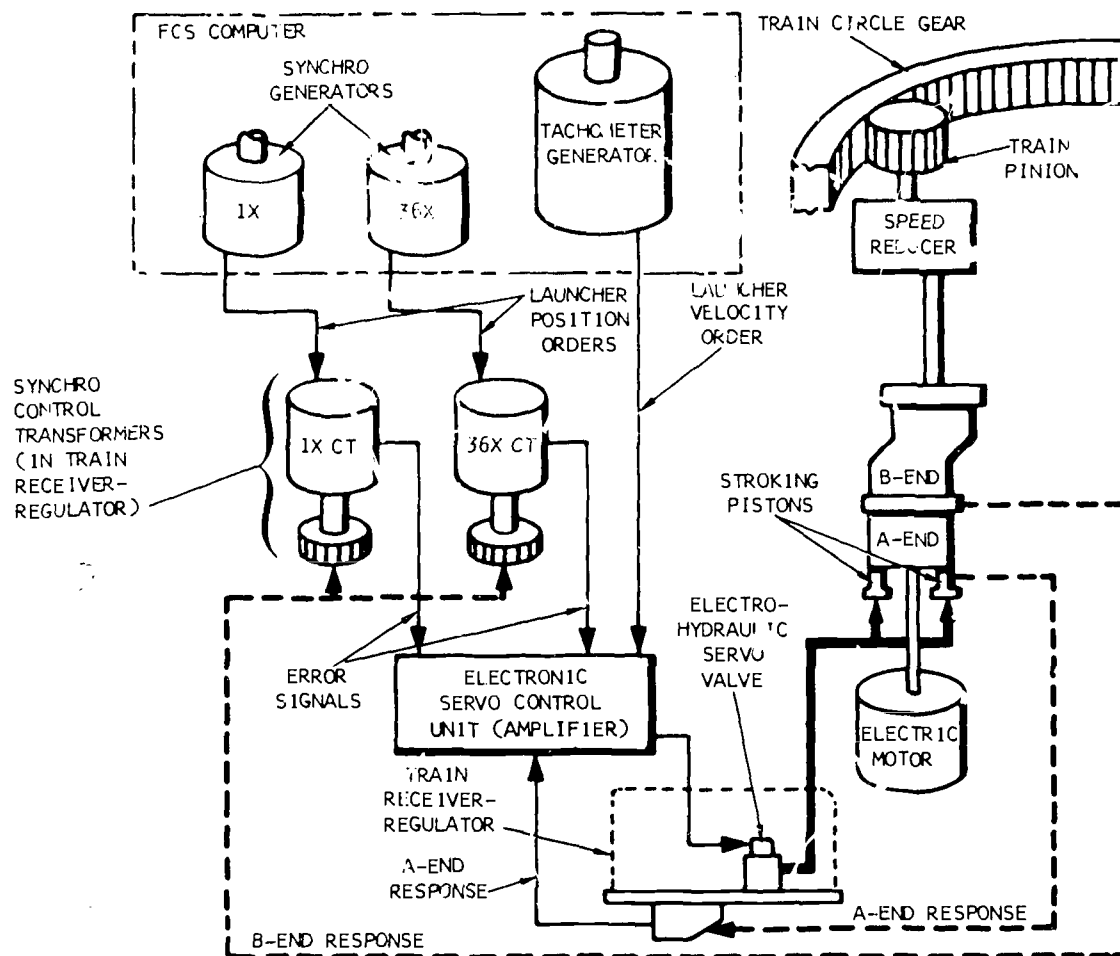 FCS COMPUTER
SYNCHRO
GENERATORS
1X
36X
TACHOMETER
GENERATOR
TRAIN CIRCLE GEAR
TRAIN
PINION
SPEED
REDUCER
LAUNCHER
POSITION
ORDERS
LAUNCHER
VELOCITY
ORDER
SYNCHRO
CONTROL
TRANSFORMERS
(IN TRAIN
RECEIVER-
REGULATOR)
1X CT
36X CT
STROKING
PISTONS
B-END
A-END
ERROR
SIGNALS
ELECTRONIC
SERVO CONTROL
UNIT (AMPLIFIER)
ELECTRO-
HYDRAULIC
SERVO
VALVE
ELECTRIC
MOTOR
TRAIN
RECEIVER-
REGULATOR
A-END
RESPONSE
A-END RESPONSE
B-END RESPONSE